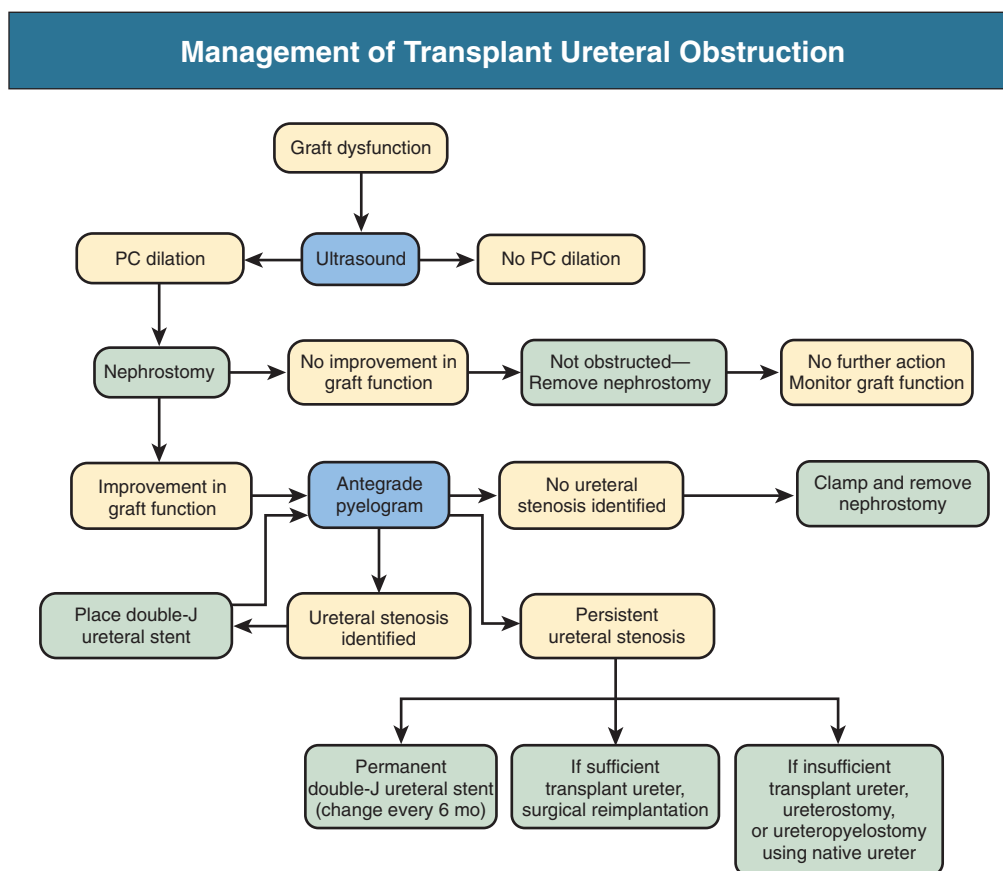 Management of Transplant Ureteral Obstruction
Graft dysfunction
PC dilation
Ultrasound
No PC dilation
Nephrostomy
No improvement in
graft function
Not obstructed—
Remove nephrostomy
No further action
Monitor graft function
Improvement in
graft function
Antegrade
pyelogram
No ureteral
stenosis identified
Clamp and remove
nephrostomy
Place double-J
ureteral stent
Ureteral stenosis
identified
Persistent
ureteral stenosis
Permanent
double-J ureteral stent
(change every 6 mo)
If sufficient
transplant ureter,
surgical reimplantation
If insufficient
transplant ureter,
ureterostomy,
or ureteropyelostomy
using native ureter